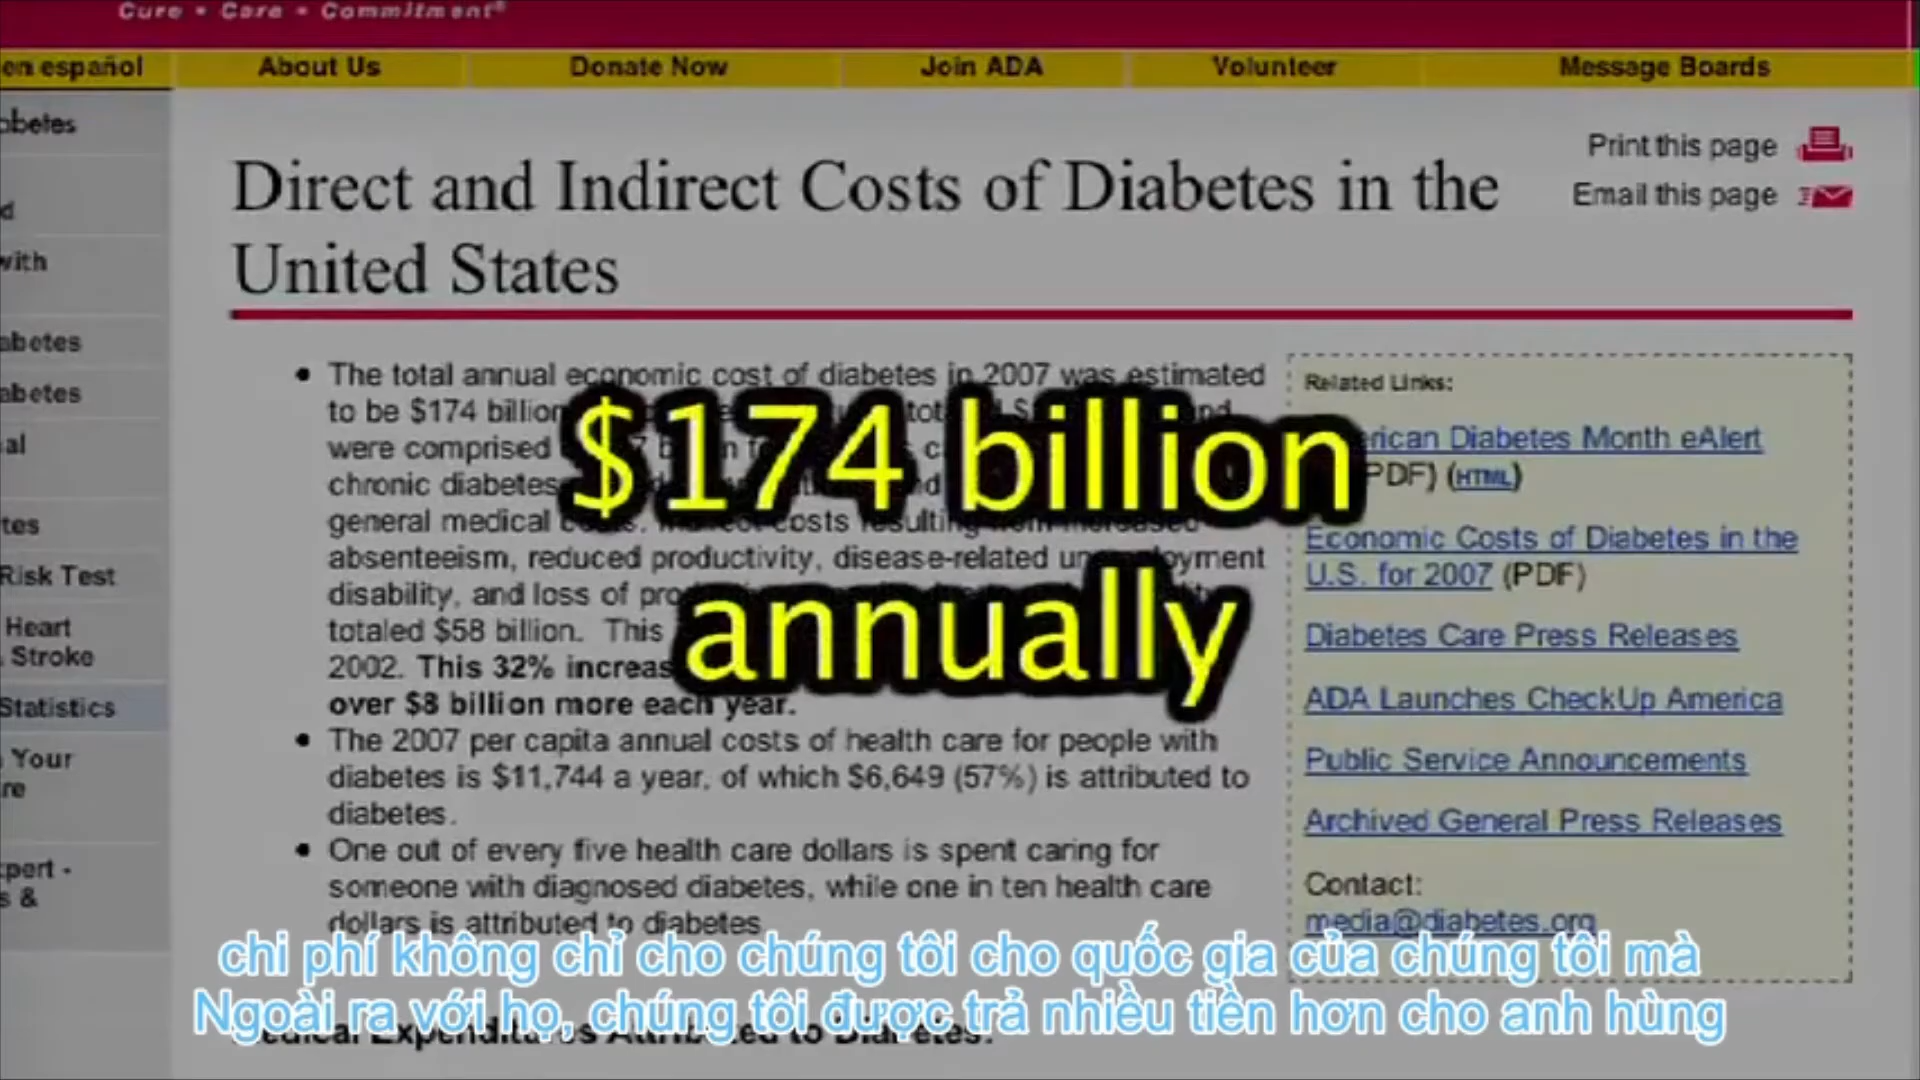 Cure • Care • Commitment®
en español About Us Donate Now Join ADA Volunteer Message Boards
Print this page
Email this page
Direct and Indirect Costs of Diabetes in the
United States
abetes
abetes
Risk Test
Heart
Stroke
Statistics
Your
The total annual economic cost of diabetes in 2007 was estimated
to be $174 billion
were comprised
chronic diabetes
general medical
absenteeism, reduced productivity, disease-related
disability, and loss of
totaled $58 billion. This
2002. This 32%
over $8 billion more each year.
The 2007 per capita annual costs of health care for people with
diabetes is $11,744 a year, of which $6,649 (57%) is attributed to
diabetes.
One out of every five health care dollars is spent caring for
someone with diagnosed diabetes, while one in ten health care
dollars is attributed to diabetes
$174 billion
annually
Related Links:
Diabetes Month eAlert
(HTML)
Economic Costs of Diabetes in the
U.S. for 2007 (PDF)
Diabetes Care Press Releases
ADA Launches CheckUp America
Public Service Announcements
Archived General Press Releases
Contact:
media@diabetes.org
chi phí không chỉ cho chúng tôi cho quốc gia của chúng tôi mà
Ngoài ra với họ, chúng tôi được trả nhiều tiền hơn cho anh hùng